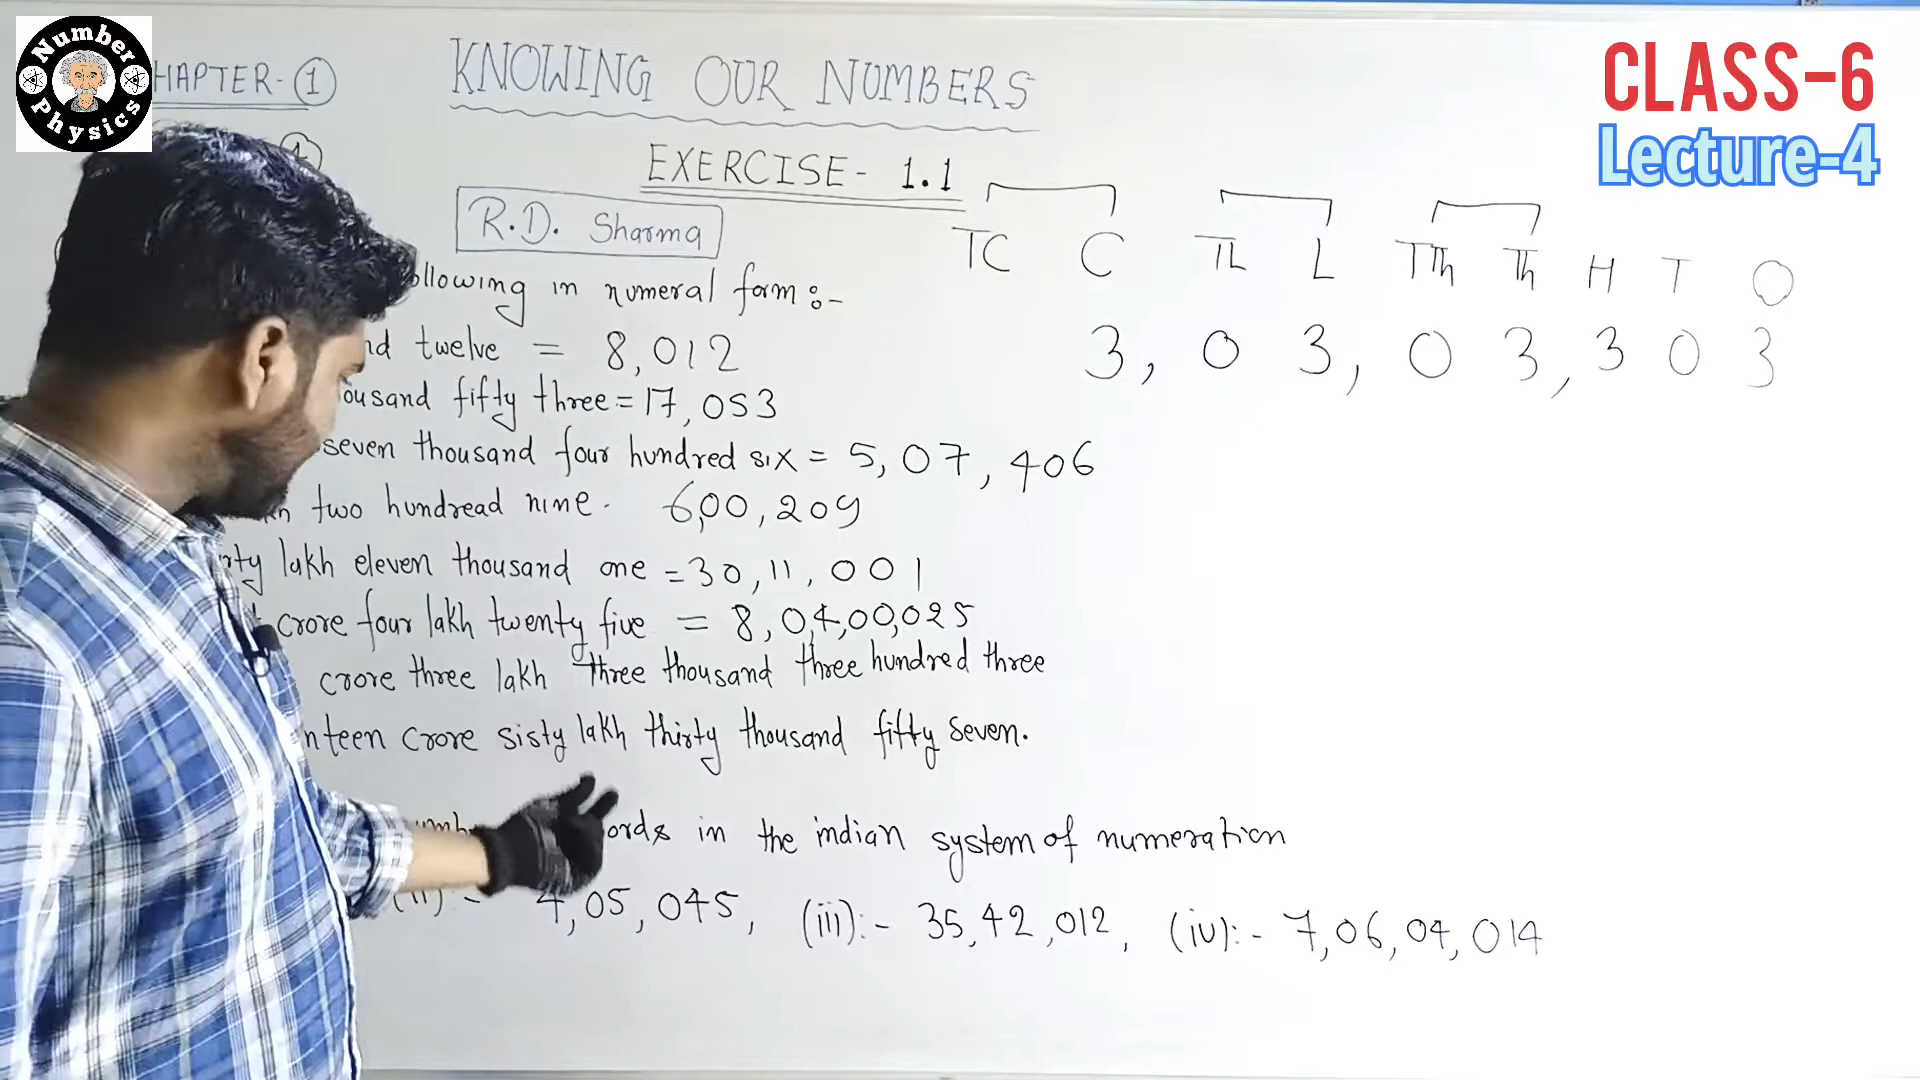 Number Physics
HAPTER- 1
KNOWING OUR NUMBERS
CLASS-6
Lecture-4
EXERCISE- 1.1
R.D. Sharma
TC C TL L TTh Th H T O
3, 0 3, 0 3, 3 0 3
ollowing in numeral form :-
nd twelve = 8,012
ousand fifty three = 17,053
seven thousand four hundred six = 5,07,406
two hundread nine. 6,00,209
rty lakh eleven thousand one = 30,11,001
crore four lakh twenty five = 8,04,00,025
crore three lakh three thousand three hundred three
nteen crore sisty lakh thirty thousand fifty seven.
umb ords in the indian system of numeration
(ii):- 4,05,045, (iii):- 35,42,012, (iv):- 7,06,04,014